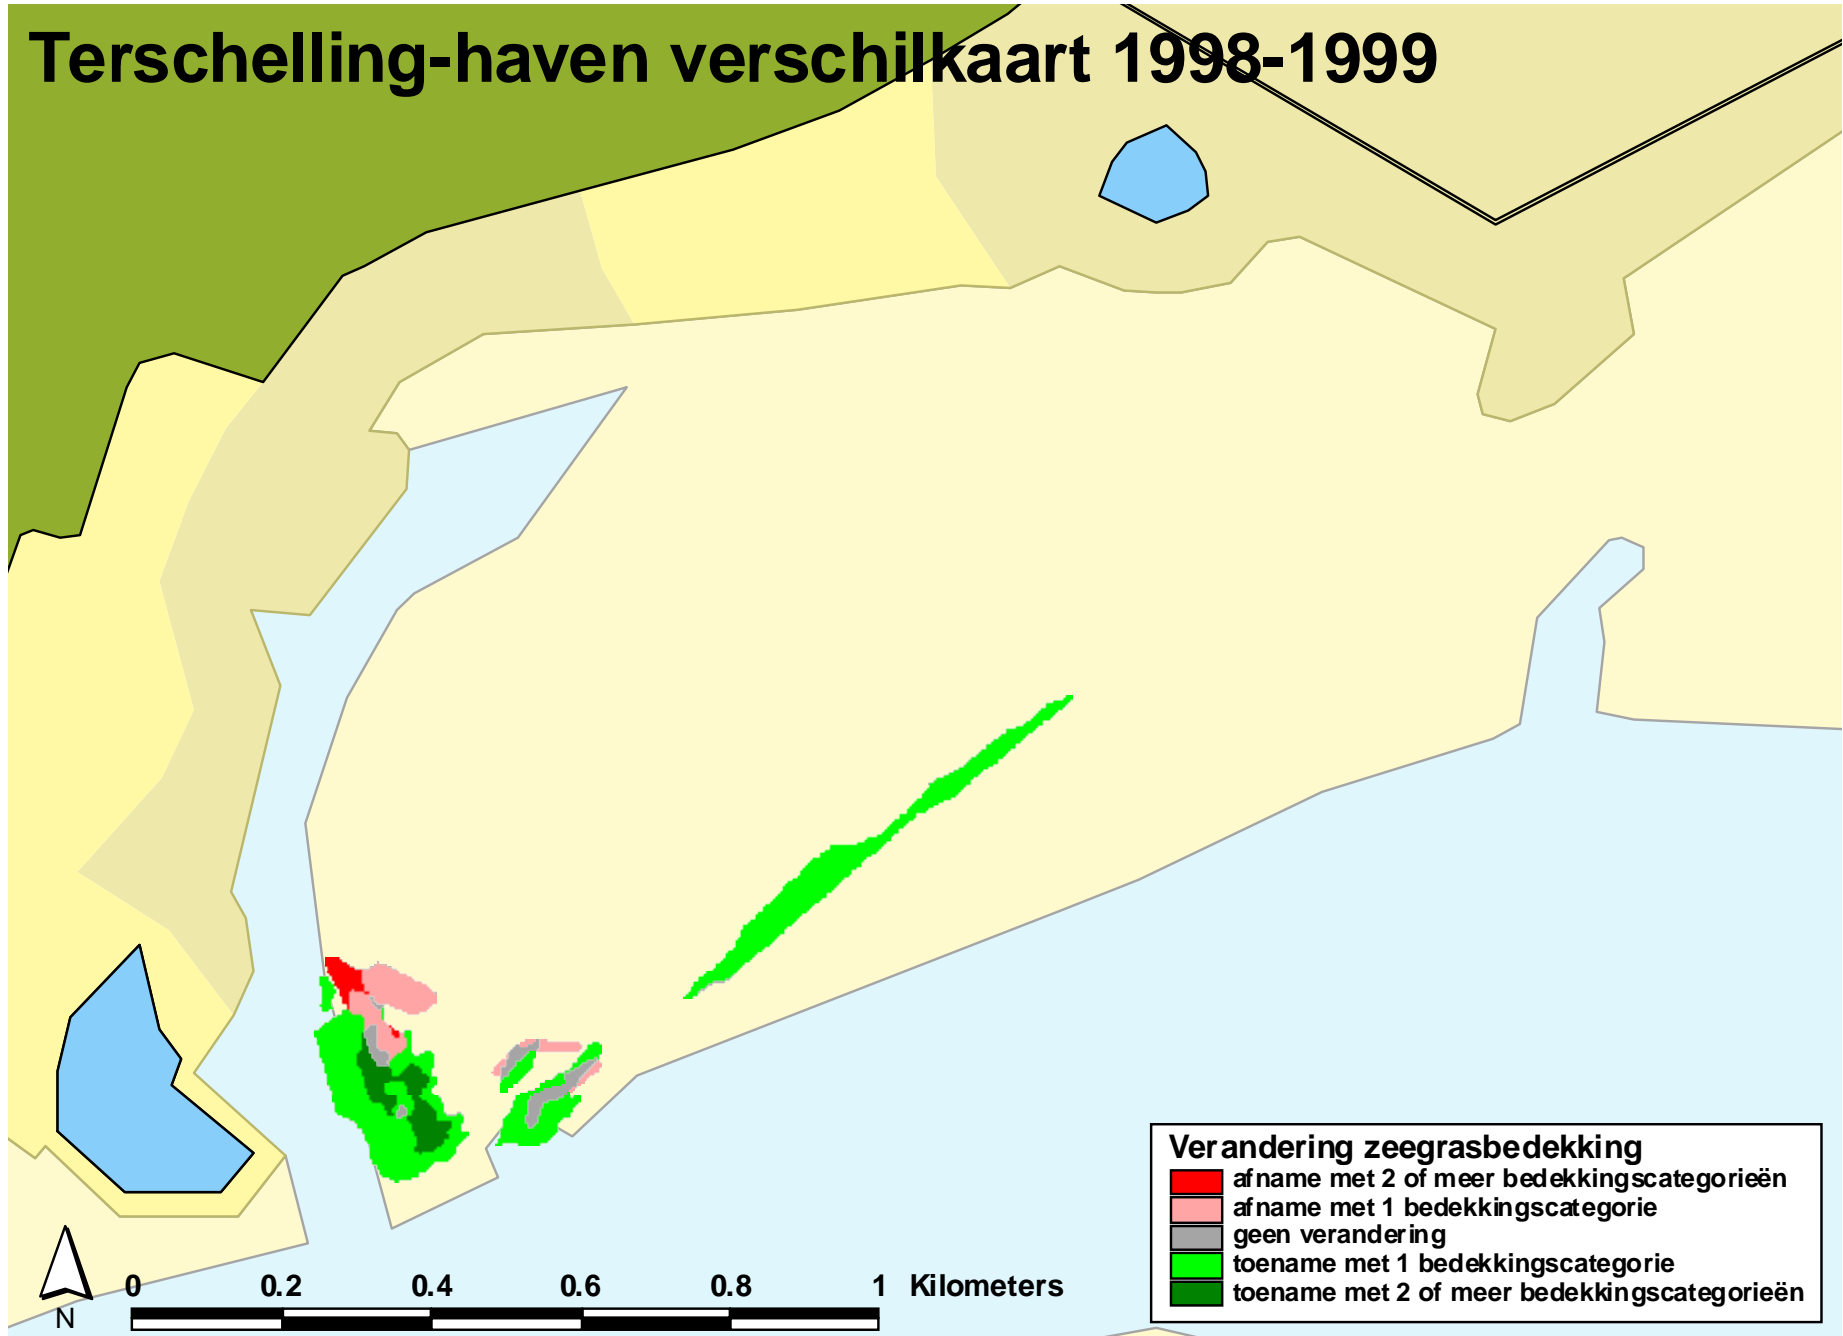 Terschelling-haven verschilkaart 1998-1999
Verandering zeegrasbedekking
afname met 2 of meer bedekkingscategorieën
afname met 1 bedekkingscategorie
geen verandering
toename met 1 bedekkingscategorie
toename met 2 of meer bedekkingscategorieën
0 0.2 0.4 0.6 0.8 1 Kilometers
N